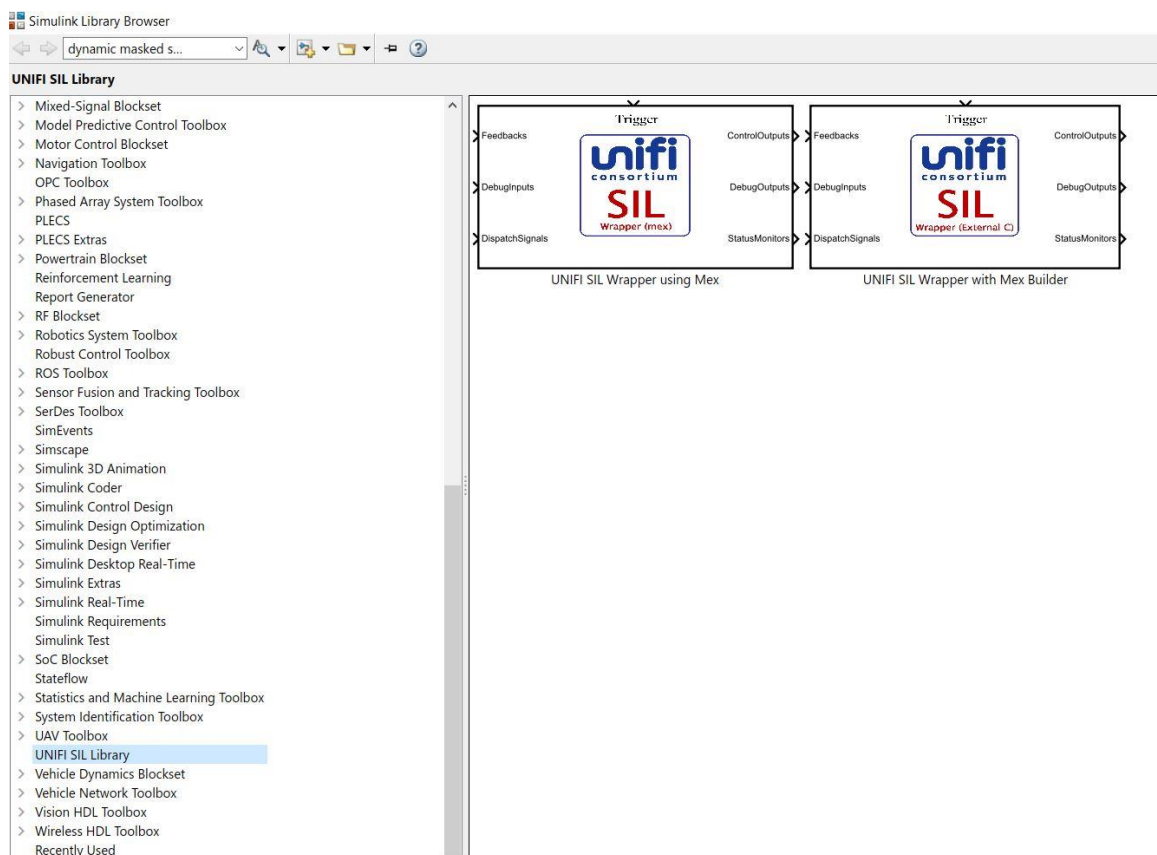 Simulink Library Browser
dynamic masked s...
UNIFI SIL Library
Mixed-Signal Blockset
Model Predictive Control Toolbox
Motor Control Blockset
Navigation Toolbox
OPC Toolbox
Phased Array System Toolbox
PLECS
PLECS Extras
Powertrain Blockset
Reinforcement Learning
Report Generator
RF Blockset
Robotics System Toolbox
Robust Control Toolbox
ROS Toolbox
Sensor Fusion and Tracking Toolbox
SerDes Toolbox
SimEvents
Simscape
Simulink 3D Animation
Simulink Coder
Simulink Control Design
Simulink Design Optimization
Simulink Design Verifier
Simulink Desktop Real-Time
Simulink Extras
Simulink Real-Time
Simulink Requirements
Simulink Test
SoC Blockset
Stateflow
Statistics and Machine Learning Toolbox
System Identification Toolbox
UAV Toolbox
UNIFI SIL Library
Vehicle Dynamics Blockset
Vehicle Network Toolbox
Vision HDL Toolbox
Wireless HDL Toolbox
Recently Used
Trigger
Feedbacks
DebugInputs
DispatchSignals
unifi
consortium
SIL
Wrapper (mex)
ControlOutputs
DebugOutputs
StatusMonitors
UNIFI SIL Wrapper using Mex
Trigger
Feedbacks
DebugInputs
DispatchSignals
unifi
consortium
SIL
Wrapper (External C)
ControlOutputs
DebugOutputs
StatusMonitors
UNIFI SIL Wrapper with Mex Builder